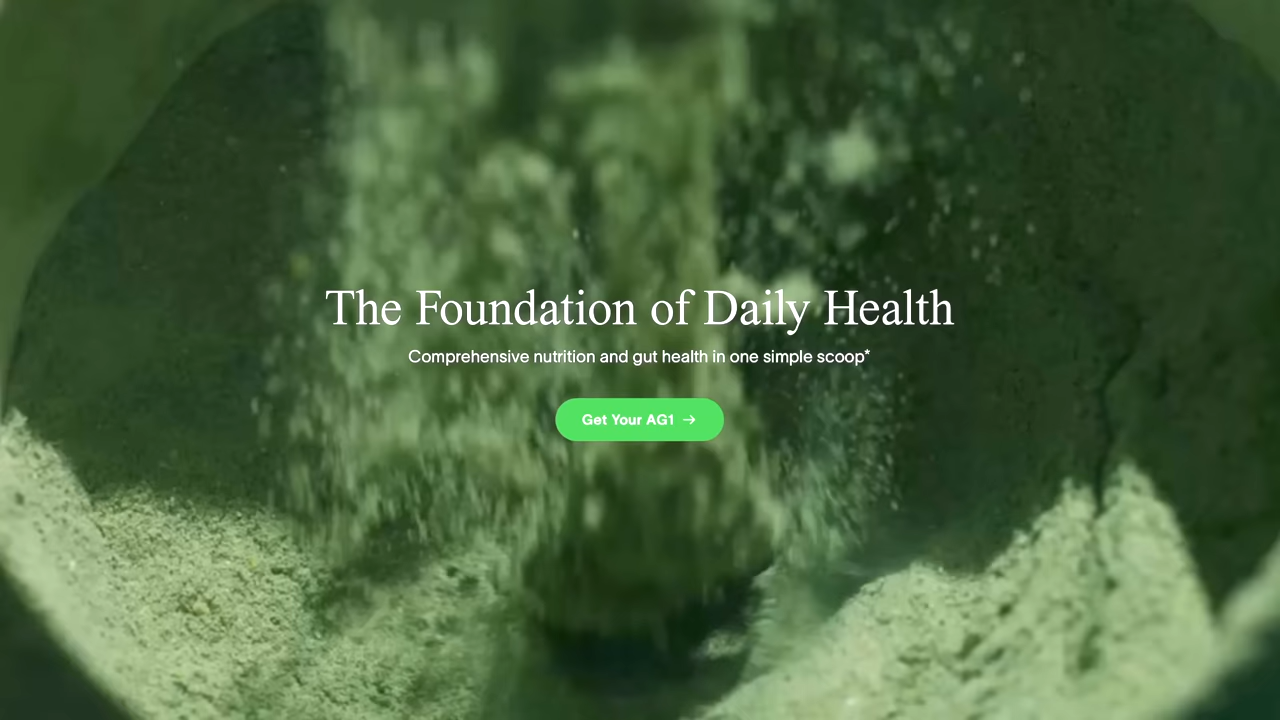 The Foundation of Daily Health
Comprehensive nutrition and gut health in one simple scoop*
Get Your AG1 →